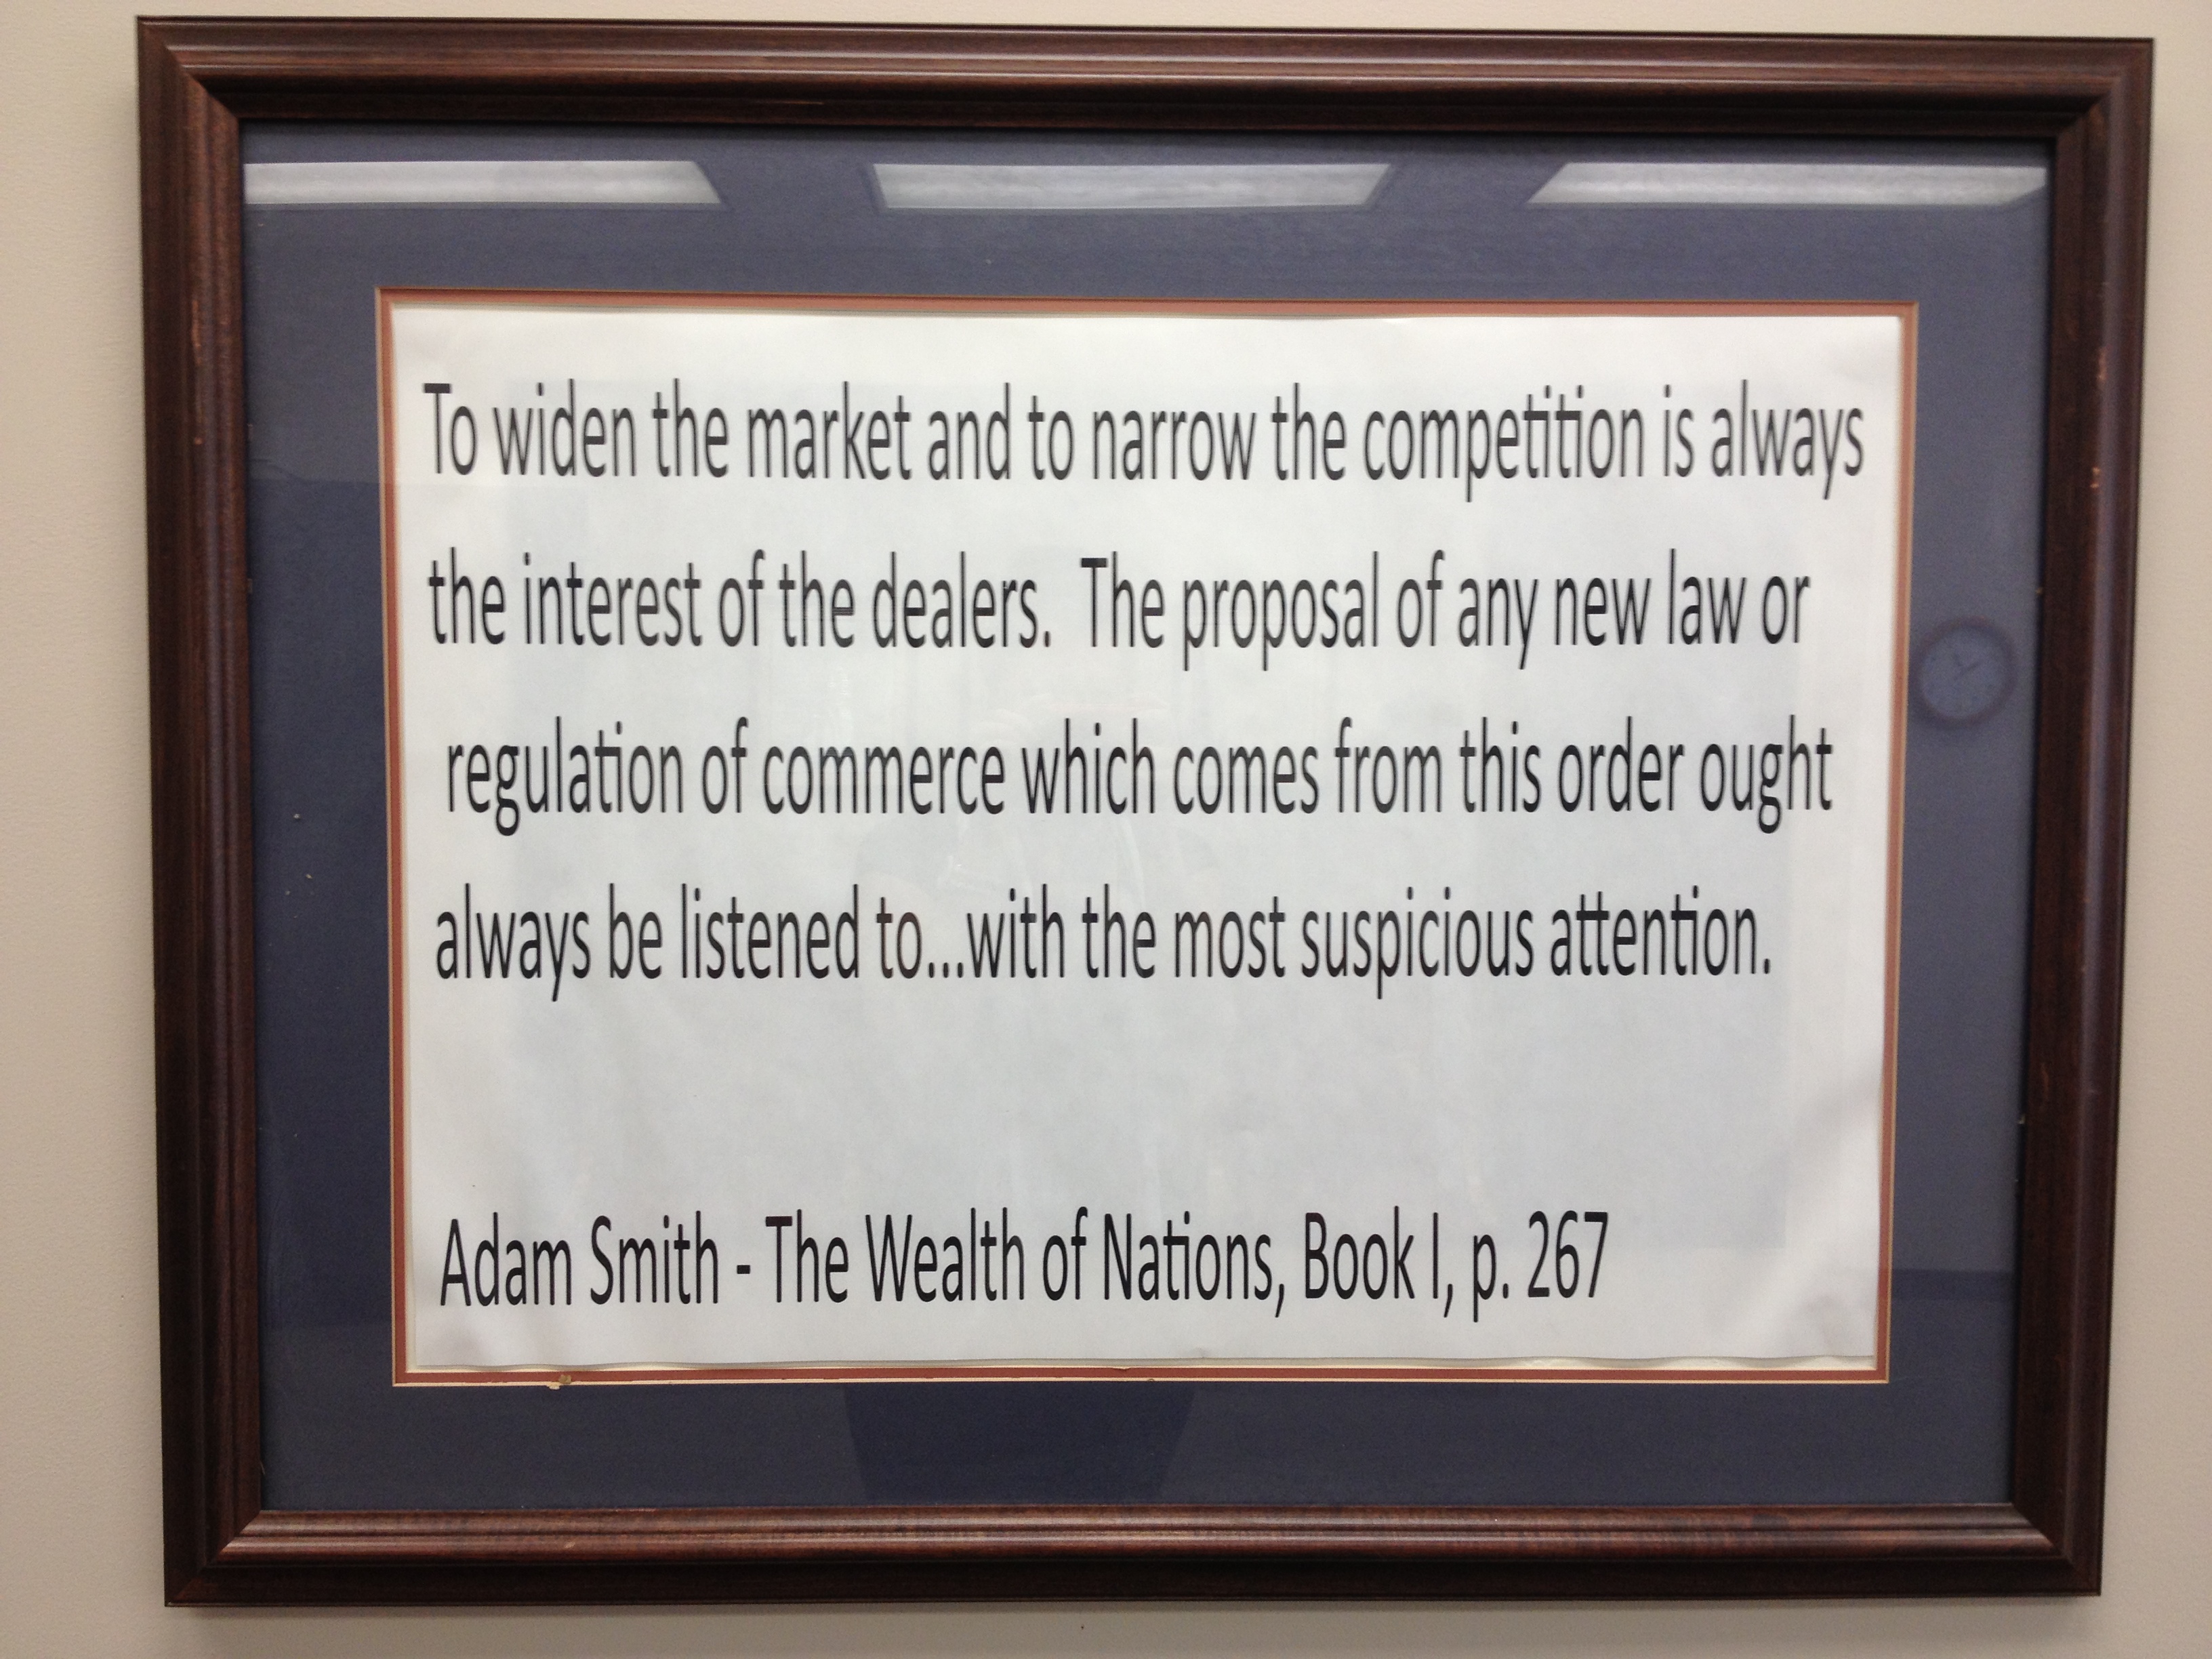 To widen the market and to narrow the competition is always
the interest of the dealers.  The proposal of any new law or
regulation of commerce which comes from this order ought
always be listened to...with the most suspicious attention.
Adam Smith - The Wealth of Nations, Book I, p. 267